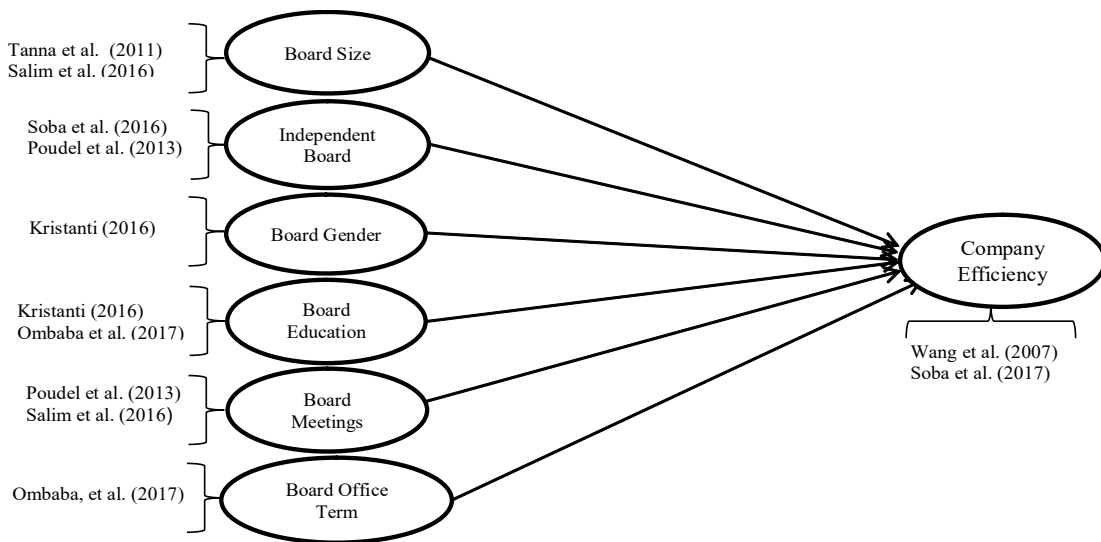 Tanna et al. (2011)
Salim et al. (2016)
Board Size
Soba et al. (2016)
Poudel et al. (2013)
Independent
Board
Kristanti (2016)
Board Gender
Kristanti (2016)
Ombaba et al. (2017)
Board
Education
Poudel et al. (2013)
Salim et al. (2016)
Board
Meetings
Ombaba, et al. (2017)
Board Office
Term
Company
Efficiency
Wang et al. (2007)
Soba et al. (2017)